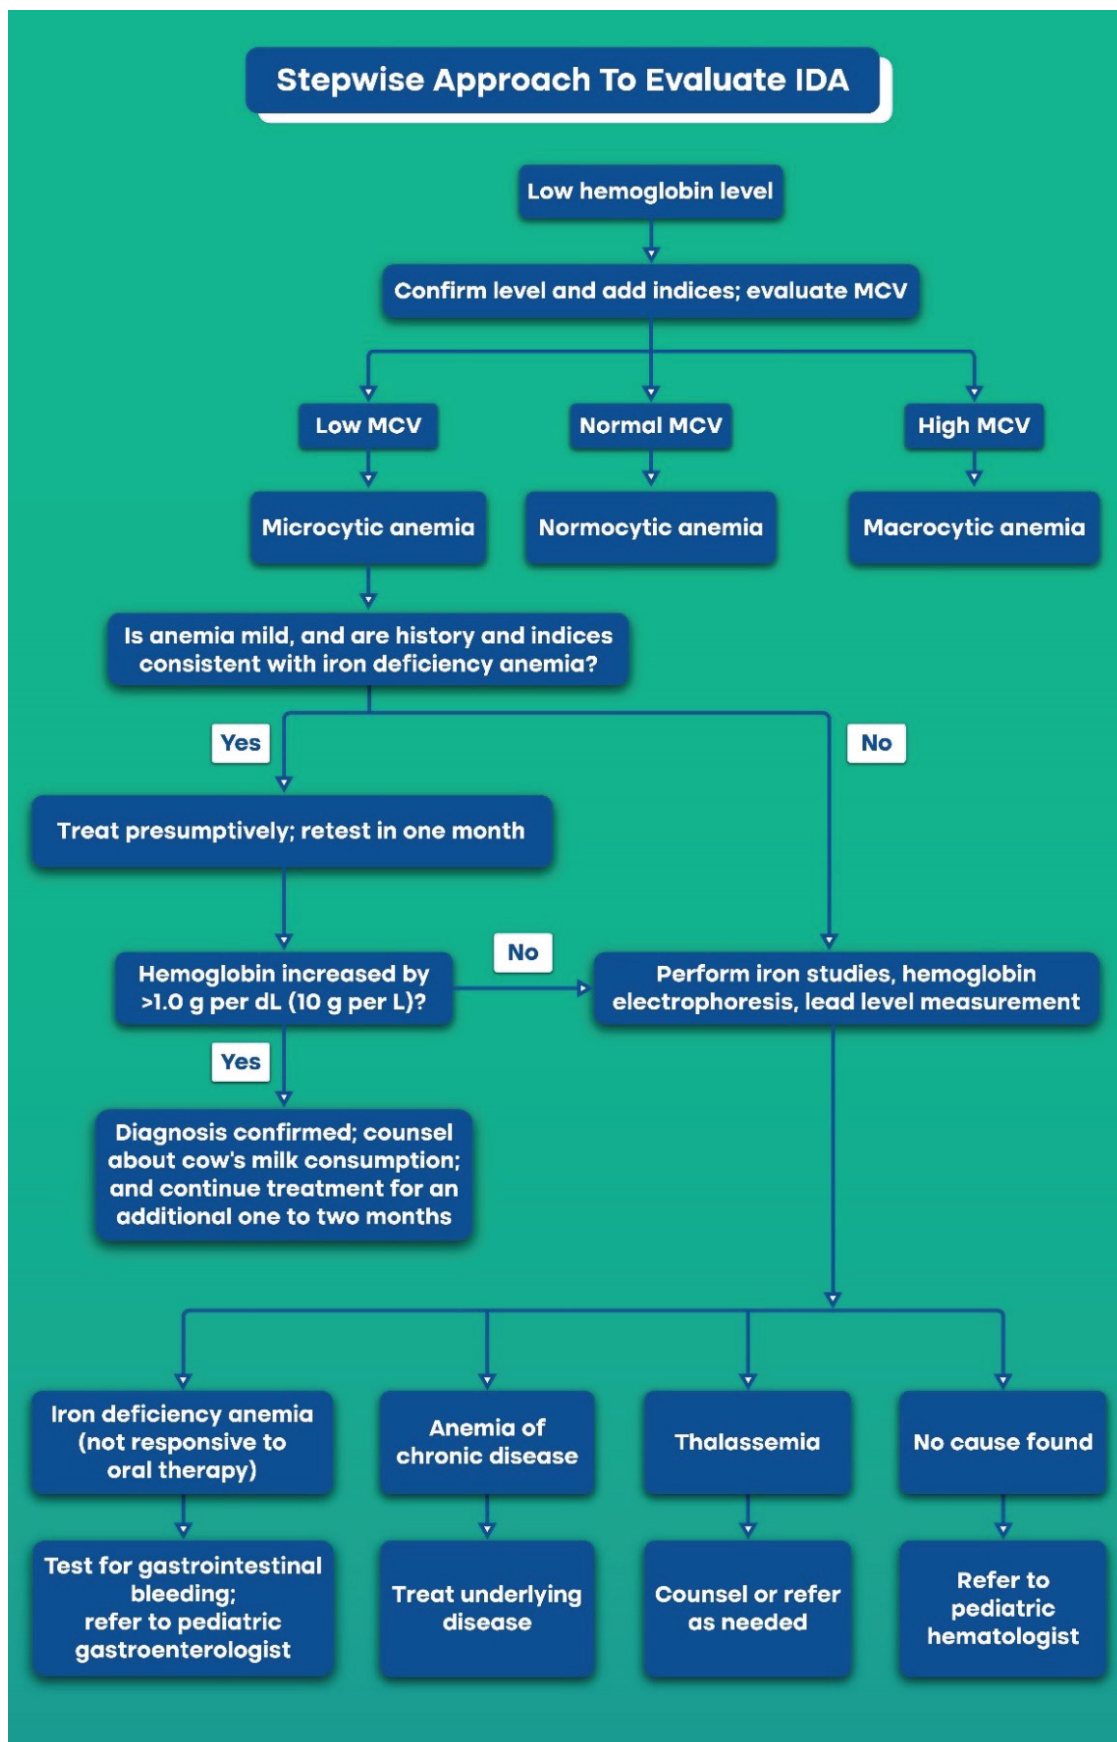 Stepwise Approach To Evaluate IDA
Low hemoglobin level
Confirm level and add indices; evaluate MCV
Low MCV
Normal MCV
High MCV
Microcytic anemia
Normocytic anemia
Macrocytic anemia
Is anemia mild, and are history and indices
consistent with iron deficiency anemia?
Yes
No
Treat presumptively; retest in one month
Hemoglobin increased by
>1.0 g per dL (10 g per L)?
No
Perform iron studies, hemoglobin
electrophoresis, lead level measurement
Yes
Diagnosis confirmed; counsel
about cow's milk consumption;
and continue treatment for an
additional one to two months
Iron deficiency anemia
(not responsive to
oral therapy)
Anemia of
chronic disease
Thalassemia
No cause found
Test for gastrointestinal
bleeding;
refer to pediatric
gastroenterologist
Treat underlying
disease
Counsel or refer
as needed
Refer to
pediatric
hematologist